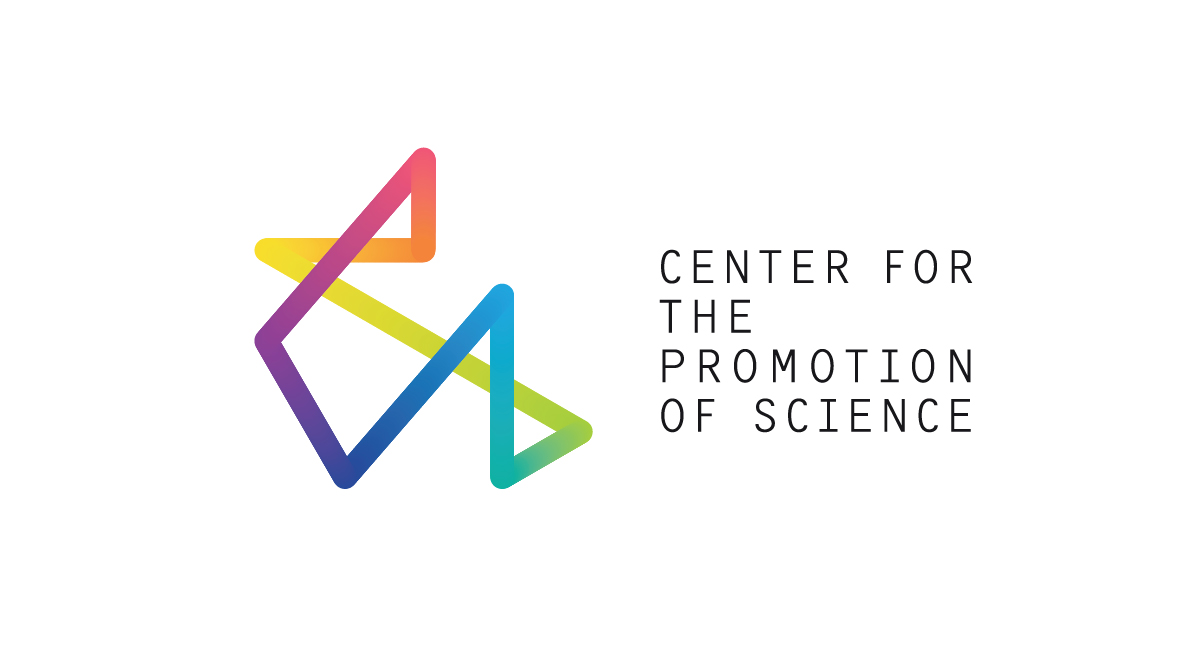 CENTER FOR
THE
PROMOTION
OF SCIENCE